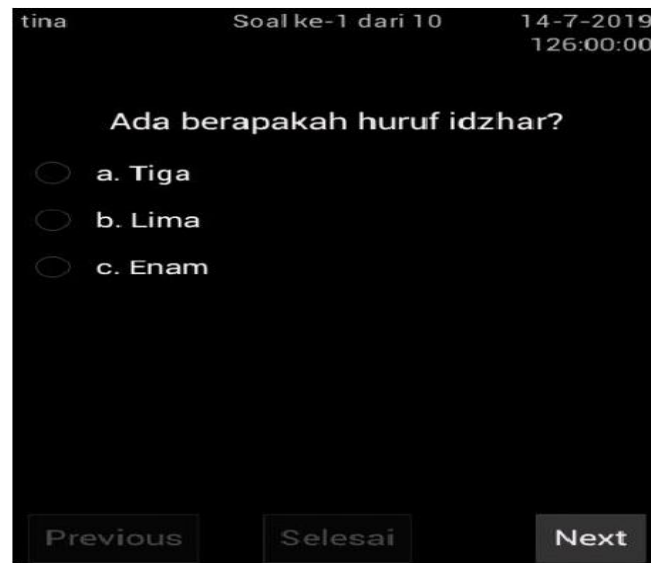 tina Soal ke-1 dari 10 14-7-2019
126:00:00
Ada berapakah huruf idzhar?
a. Tiga
b. Lima
c. Enam
Previous Selesai Next